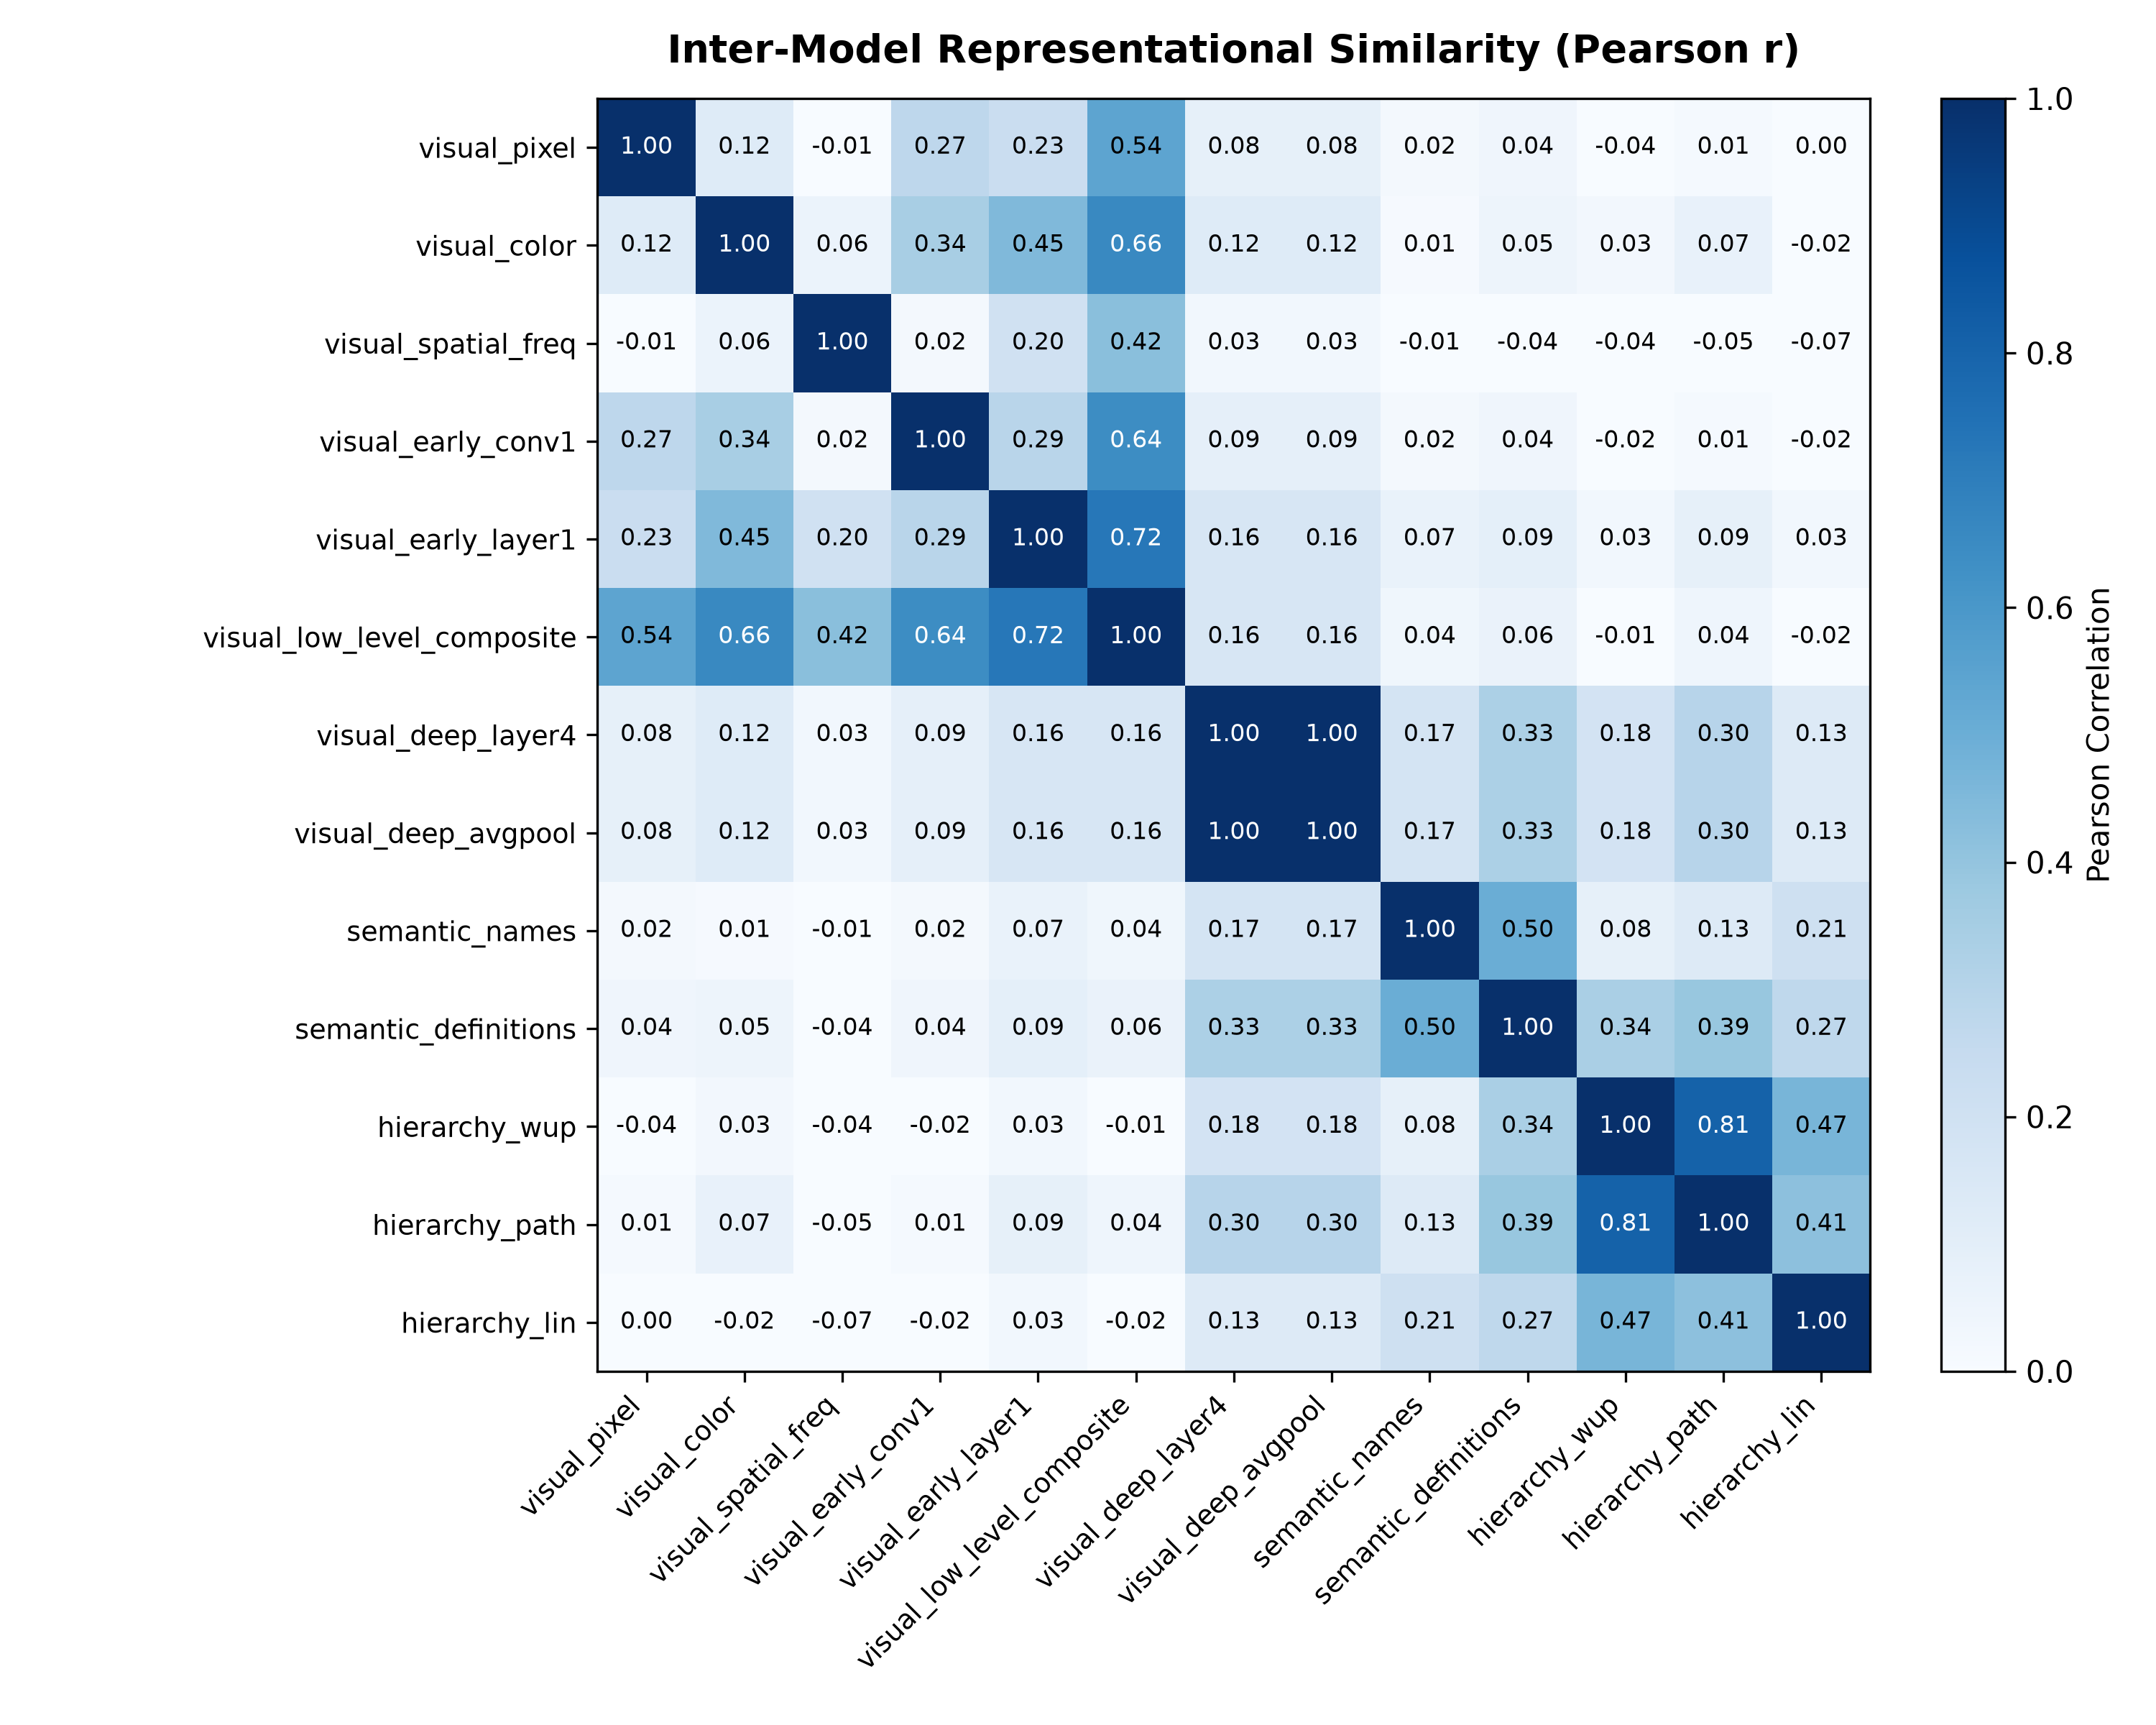 Inter-Model Representational Similarity (Pearson r)
visual_pixel 1.00 0.12 -0.01 0.27 0.23 0.54 0.08 0.08 0.02 0.04 -0.04 0.01 0.00
visual_color 0.12 1.00 0.06 0.34 0.45 0.66 0.12 0.12 0.01 0.05 0.03 0.07 -0.02
visual_spatial_freq -0.01 0.06 1.00 0.02 0.20 0.42 0.03 0.03 -0.01 -0.04 -0.04 -0.05 -0.07
visual_early_conv1 0.27 0.34 0.02 1.00 0.29 0.64 0.09 0.09 0.02 0.04 -0.02 0.01 -0.02
visual_early_layer1 0.23 0.45 0.20 0.29 1.00 0.72 0.16 0.16 0.07 0.09 0.03 0.09 0.03
visual_low_level_composite 0.54 0.66 0.42 0.64 0.72 1.00 0.16 0.16 0.04 0.06 -0.01 0.04 -0.02
visual_deep_layer4 0.08 0.12 0.03 0.09 0.16 0.16 1.00 1.00 0.17 0.33 0.18 0.30 0.13
visual_deep_avgpool 0.08 0.12 0.03 0.09 0.16 0.16 1.00 1.00 0.17 0.33 0.18 0.30 0.13
semantic_names 0.02 0.01 -0.01 0.02 0.07 0.04 0.17 0.17 1.00 0.50 0.08 0.13 0.21
semantic_definitions 0.04 0.05 -0.04 0.04 0.09 0.06 0.33 0.33 0.50 1.00 0.34 0.39 0.27
hierarchy_wup -0.04 0.03 -0.04 -0.02 0.03 -0.01 0.18 0.18 0.08 0.34 1.00 0.81 0.47
hierarchy_path 0.01 0.07 -0.05 0.01 0.09 0.04 0.30 0.30 0.13 0.39 0.81 1.00 0.41
hierarchy_lin 0.00 -0.02 -0.07 -0.02 0.03 -0.02 0.13 0.13 0.21 0.27 0.47 0.41 1.00
visual_pixel
visual_color
visual_spatial_freq
visual_early_conv1
visual_early_layer1
visual_low_level_composite
visual_deep_layer4
visual_deep_avgpool
semantic_names
semantic_definitions
hierarchy_wup
hierarchy_path
hierarchy_lin
1.0
0.8
0.6
0.4
0.2
0.0
Pearson Correlation